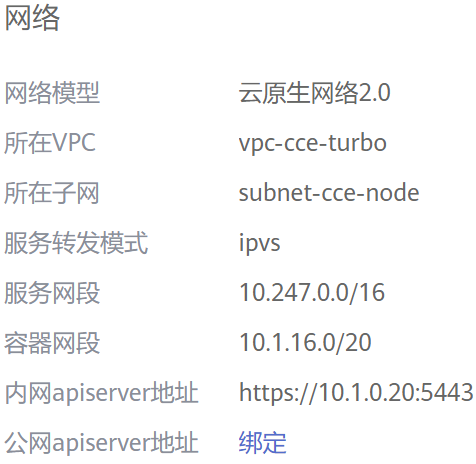 网络
网络模型 云原生网络2.0
所在VPC vpc-cce-turbo
所在子网 subnet-cce-node
服务转发模式 ipvs
服务网段 10.247.0.0/16
容器网段 10.1.16.0/20
内网apiserver地址 https://10.1.0.20:5443
公网apiserver地址 绑定